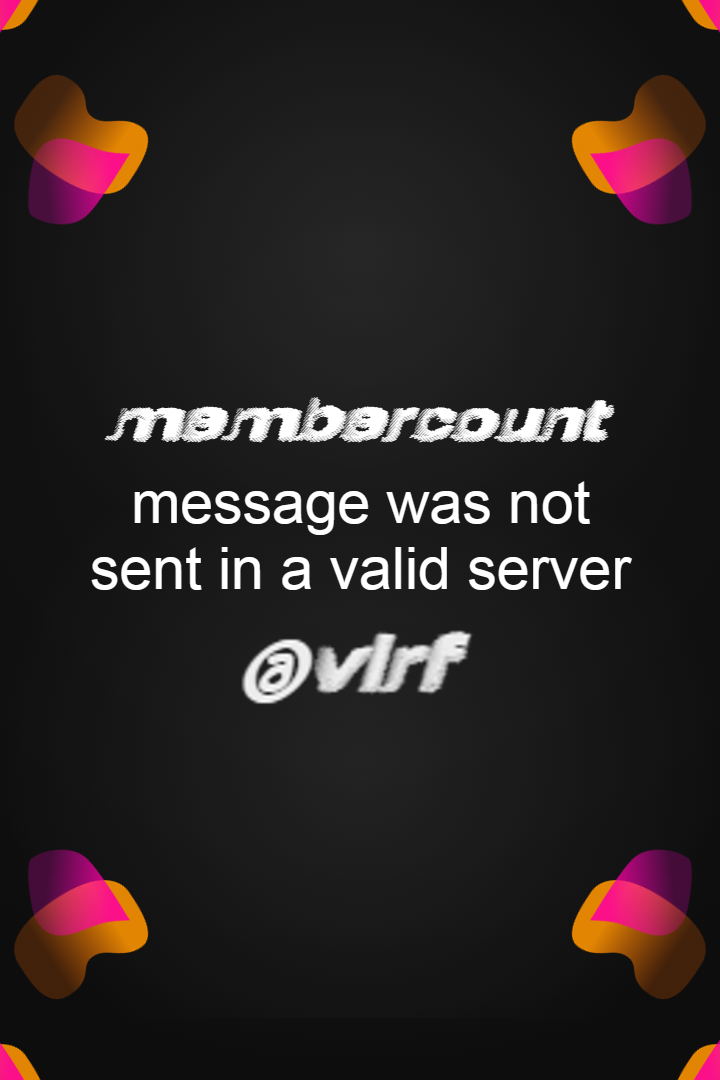 membercount
message was not
sent in a valid server
@vlrf